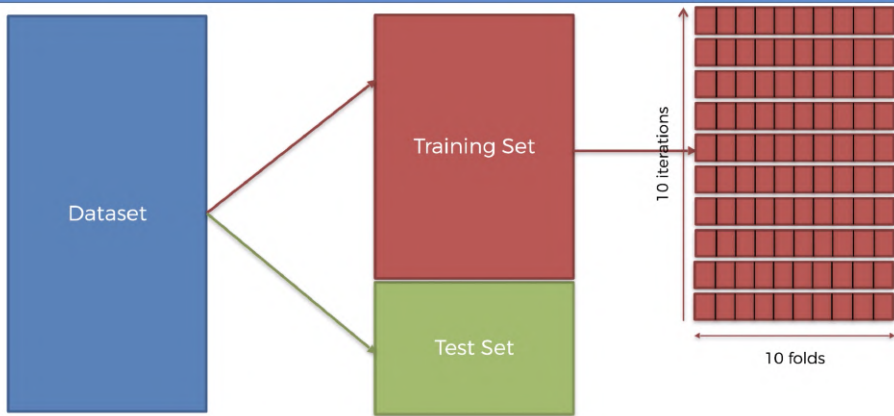 Dataset
Training Set
Test Set
10 iterations
10 folds